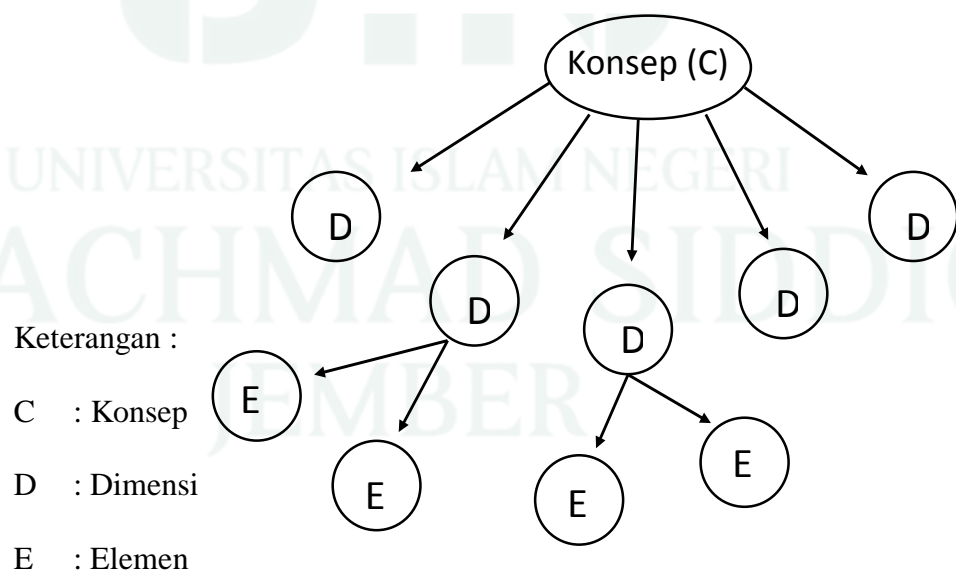 Konsep (C)
UNIVERSITAS ISLAM NEGERI
D
D
ACHMAD SIDDIQ
D
D
D
Keterangan :
E
JEMBER
C : Konsep
E
D : Dimensi
E
E
E : Elemen